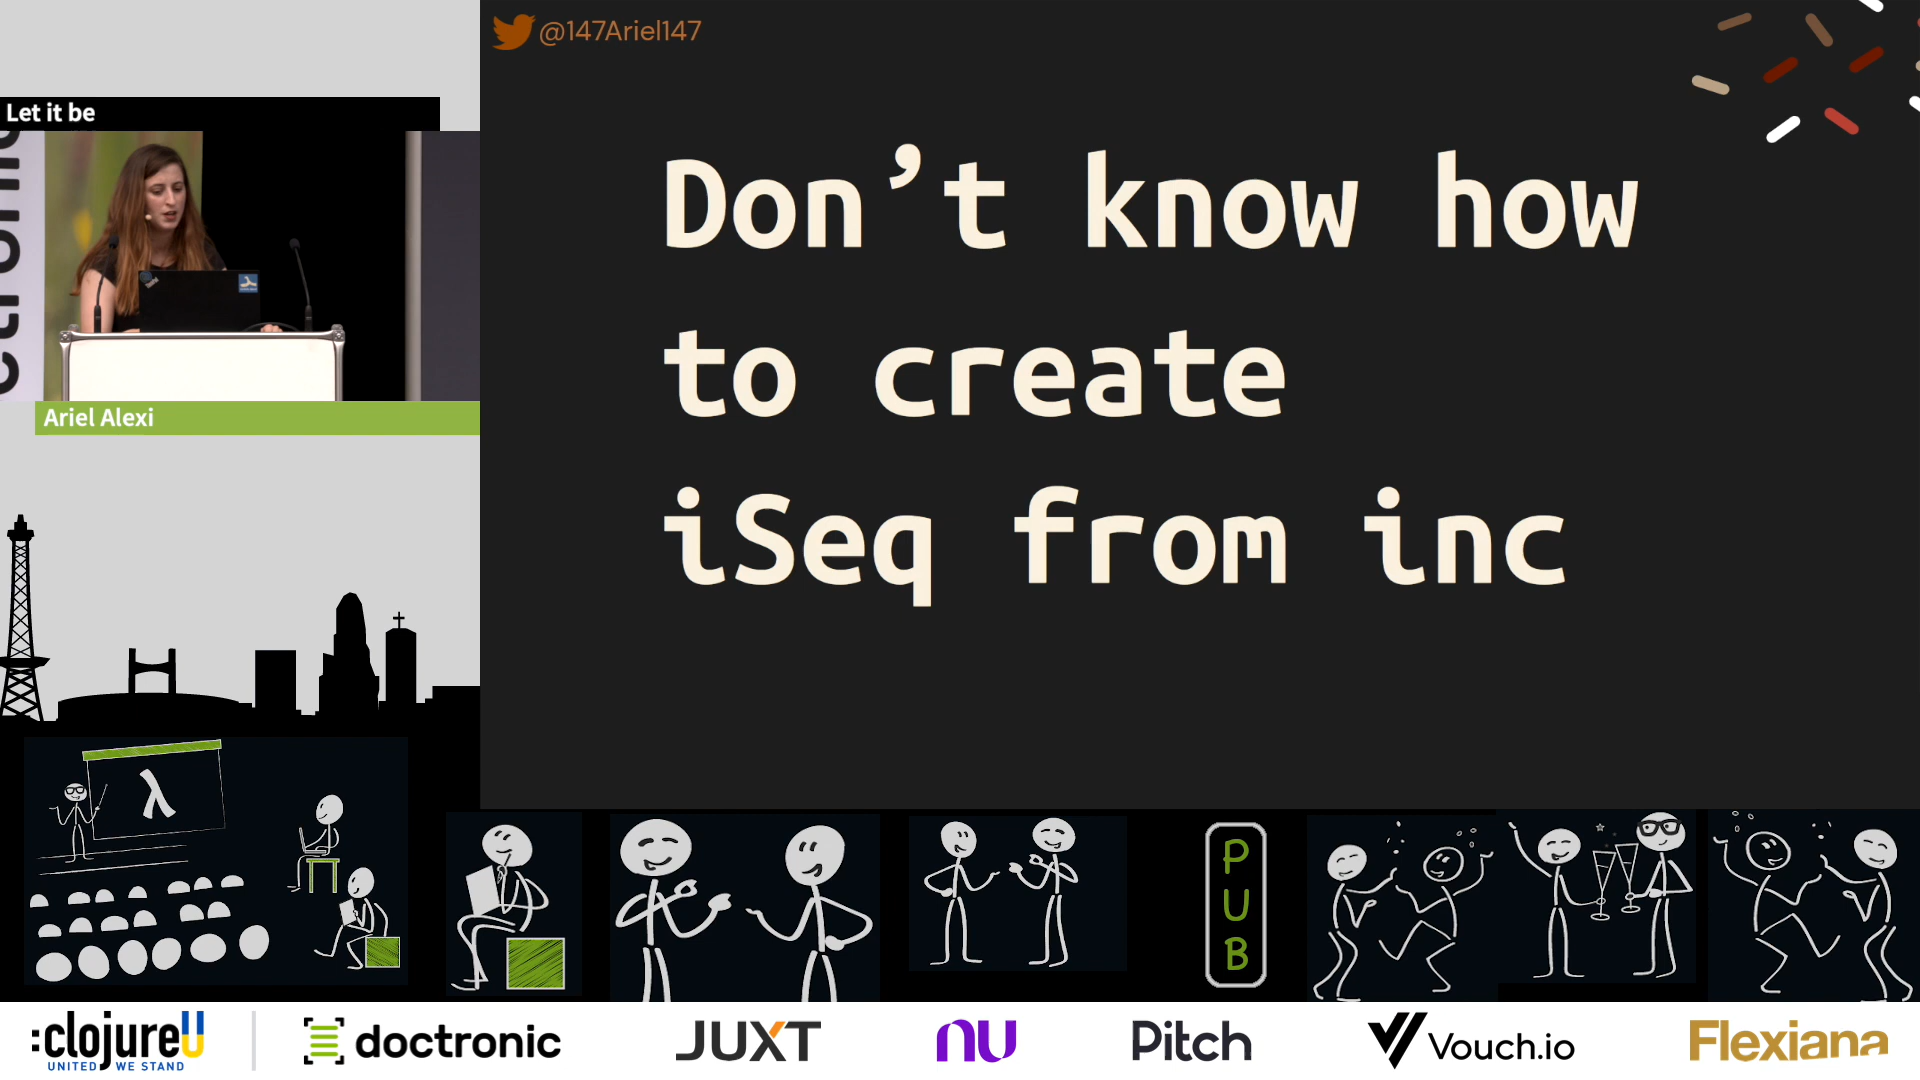 @147Ariel147
Let it be
Don’t know how
to create
iSeq from inc
Ariel Alexi
λ
PUB
:clojureU
UNITED WE STAND
doctronic
JUXT
nu
Pitch
Vouch.io
Flexiana